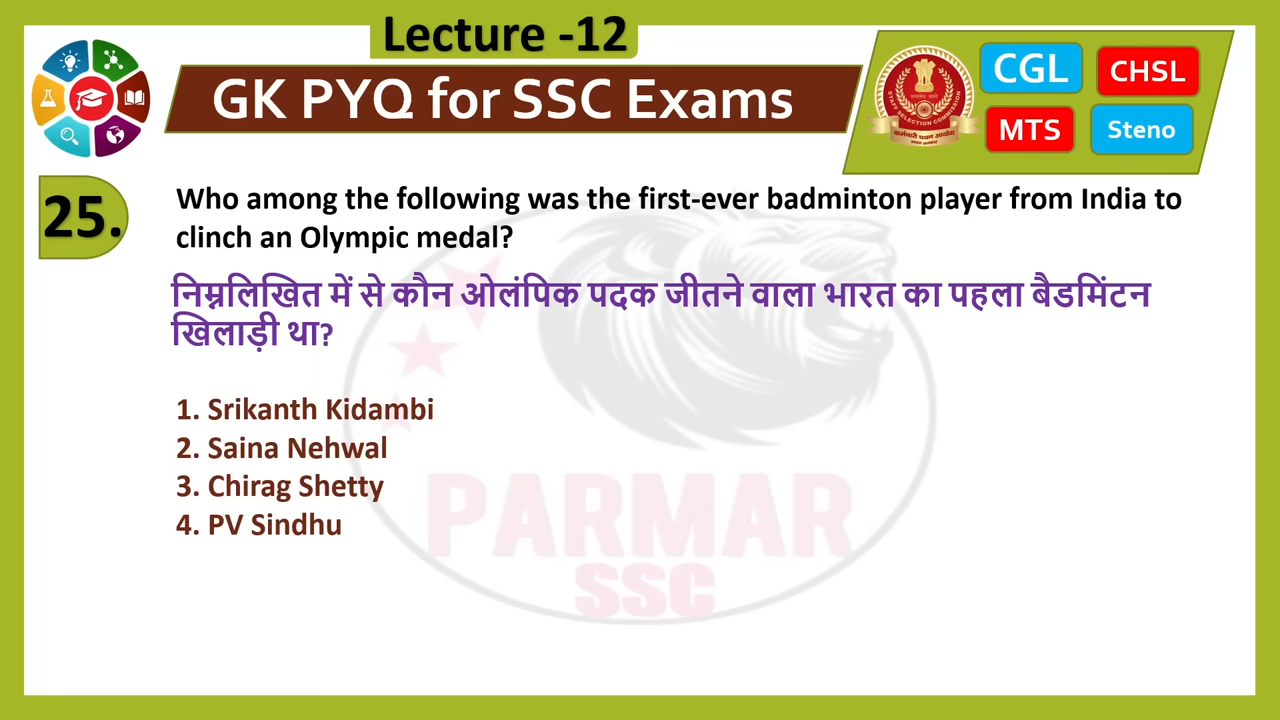 Lecture -12
GK PYQ for SSC Exams
CGL
CHSL
MTS
Steno
25.
Who among the following was the first-ever badminton player from India to
clinch an Olympic medal?
निम्नलिखित में से कौन ओलंपिक पदक जीतने वाला भारत का पहला बैडमिंटन
खिलाड़ी था?
1. Srikanth Kidambi
2. Saina Nehwal
3. Chirag Shetty
4. PV Sindhu
PARMAR
SSC